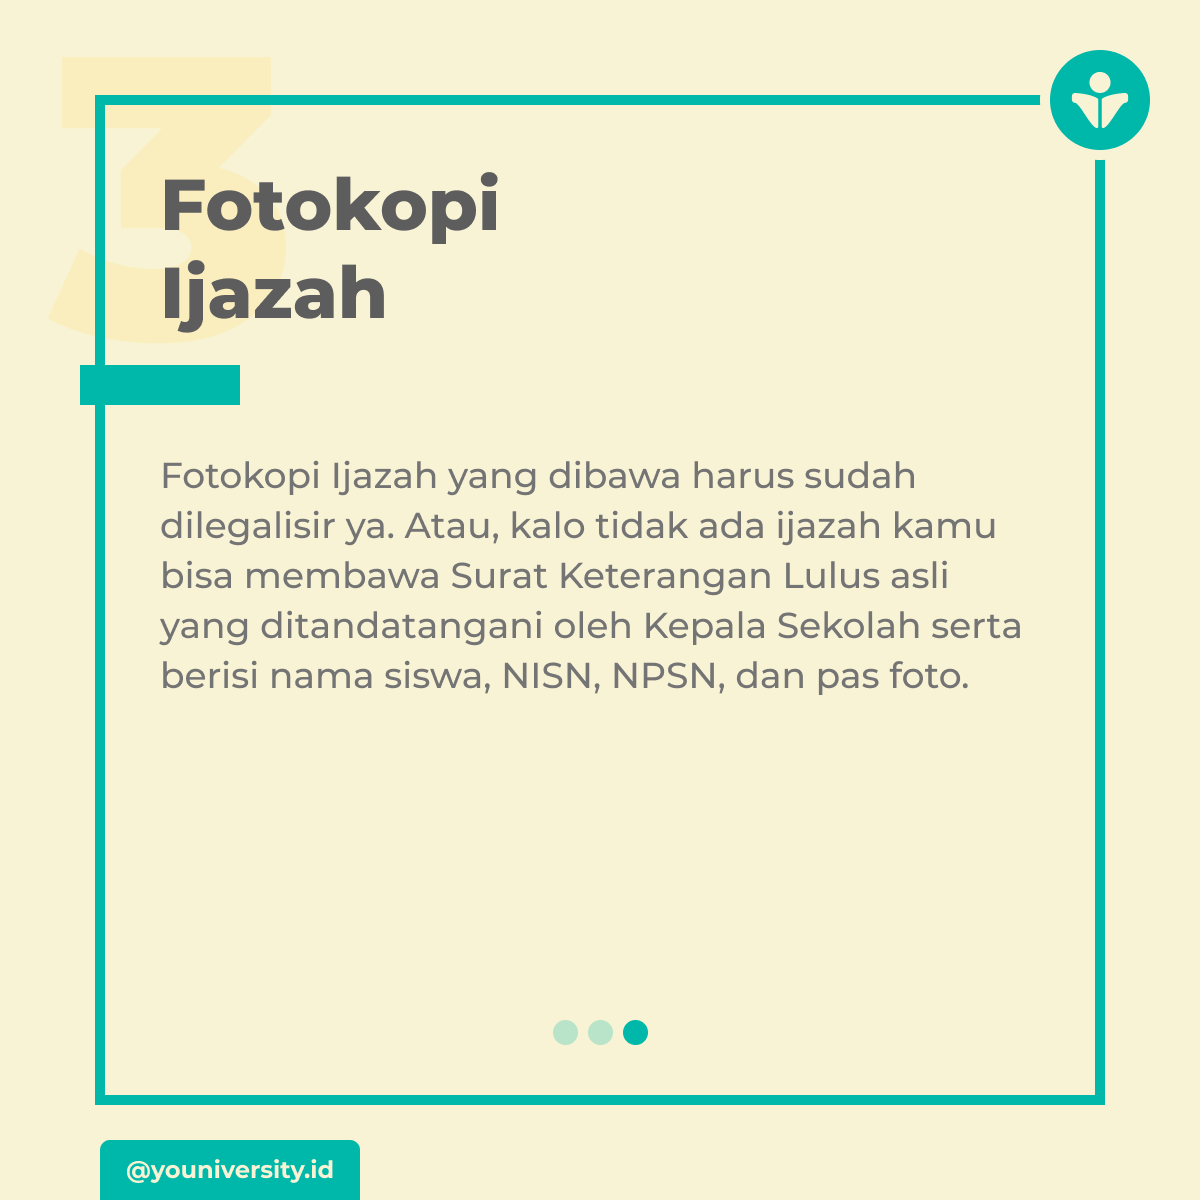 3
Fotokopi
Ijazah
Fotokopi Ijazah yang dibawa harus sudah
dilegalisir ya. Atau, kalo tidak ada ijazah kamu
bisa membawa Surat Keterangan Lulus asli
yang ditandatangani oleh Kepala Sekolah serta
berisi nama siswa, NISN, NPSN, dan pas foto.
@youniversity.id